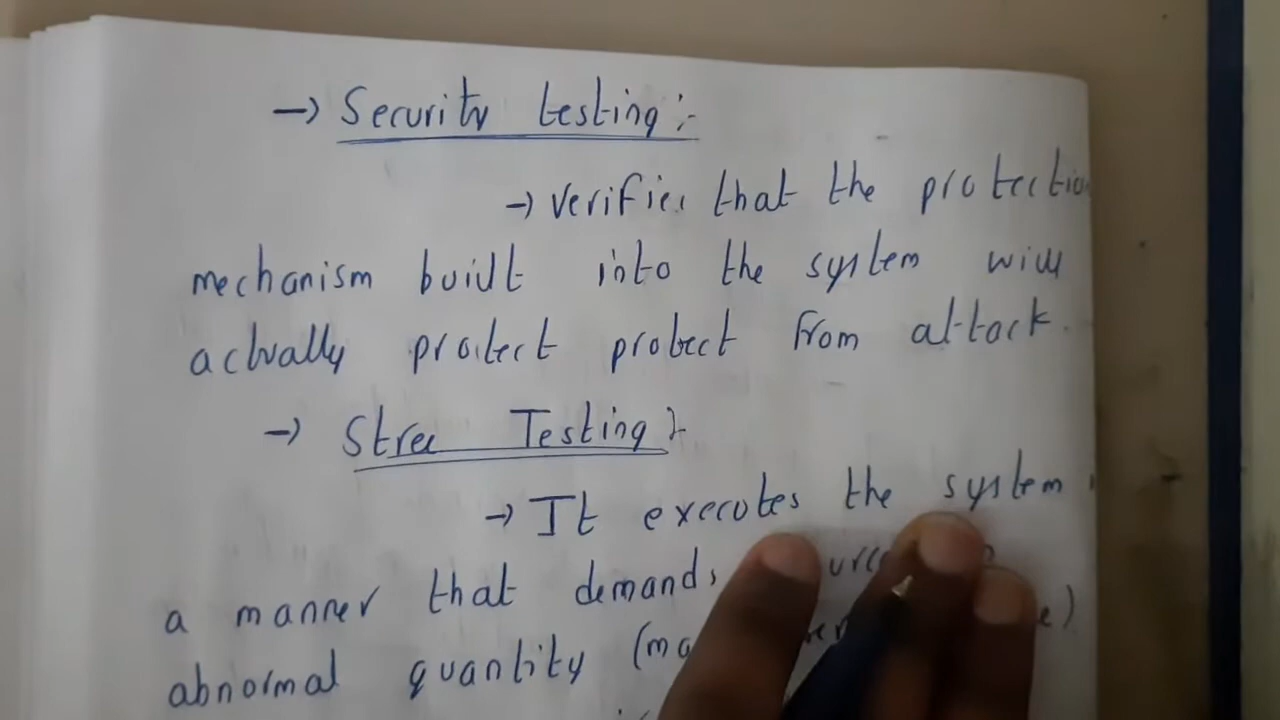 → Security testing :-
→ Verifies that the protection
mechanism built into the system will
actually protect protect from attack.
→ Stres Testing :-
→ It executes the system
a manner that demands
abnormal quantity